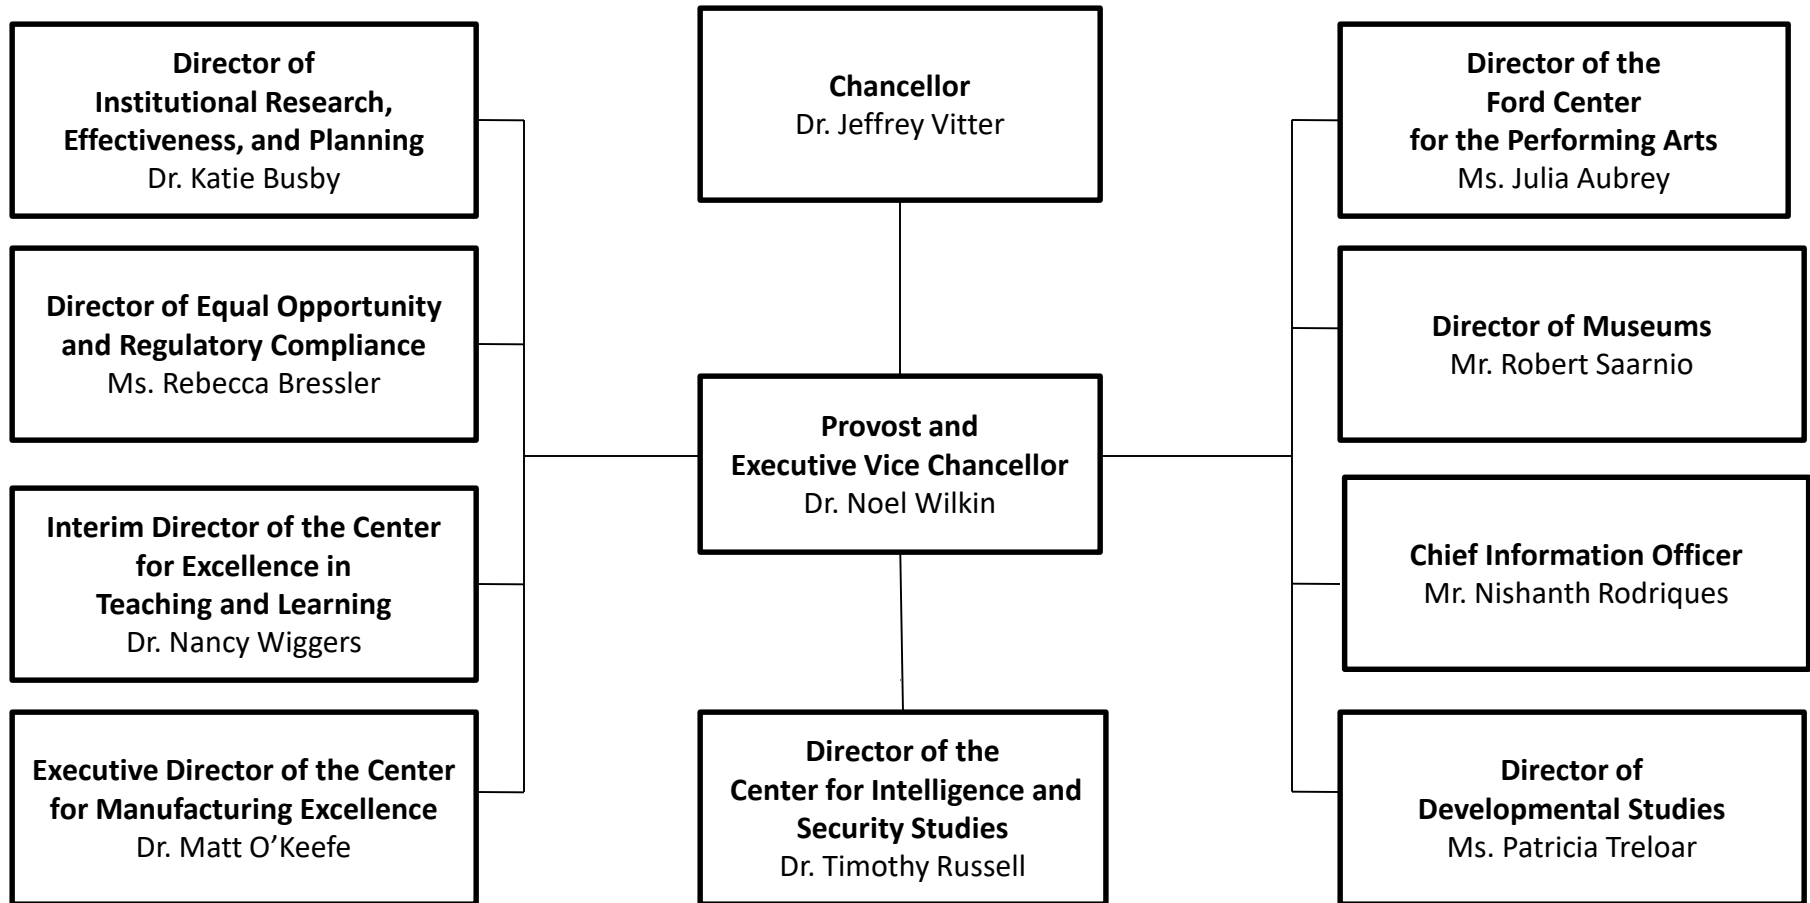 Director of
Institutional Research,
Effectiveness, and Planning
Dr. Katie Busby
Chancellor
Dr. Jeffrey Vitter
Director of the
Ford Center
for the Performing Arts
Ms. Julia Aubrey
Director of Equal Opportunity
and Regulatory Compliance
Ms. Rebecca Bressler
Director of Museums
Mr. Robert Saarnio
Provost and
Executive Vice Chancellor
Dr. Noel Wilkin
Interim Director of the Center
for Excellence in
Teaching and Learning
Dr. Nancy Wiggers
Chief Information Officer
Mr. Nishanth Rodriques
Executive Director of the Center
for Manufacturing Excellence
Dr. Matt O’Keefe
Director of the
Center for Intelligence and
Security Studies
Dr. Timothy Russell
Director of
Developmental Studies
Ms. Patricia Treloar